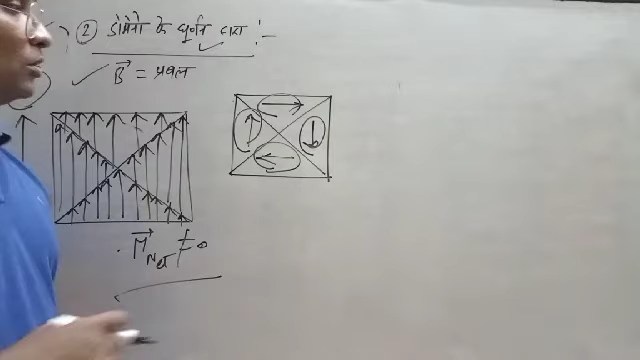 ② डोमेनो के घूर्णन द्वारा :-
B⃗ = प्रबल
M⃗Net ≠ 0